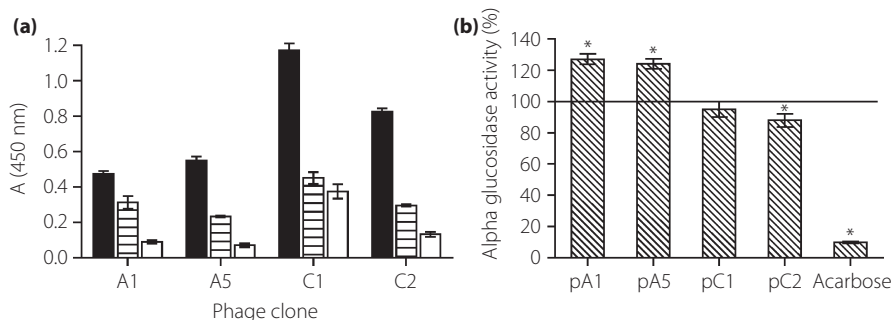 (a)
A (450 nm)
1.2
1.0
0.8
0.6
0.4
0.2
0.0
A1 A5 C1 C2
Phage clone
(b)
Alpha glucosidase activity (%)
140
120
100
80
60
40
20
0
* * * *
pA1 pA5 pC1 pC2 Acarbose